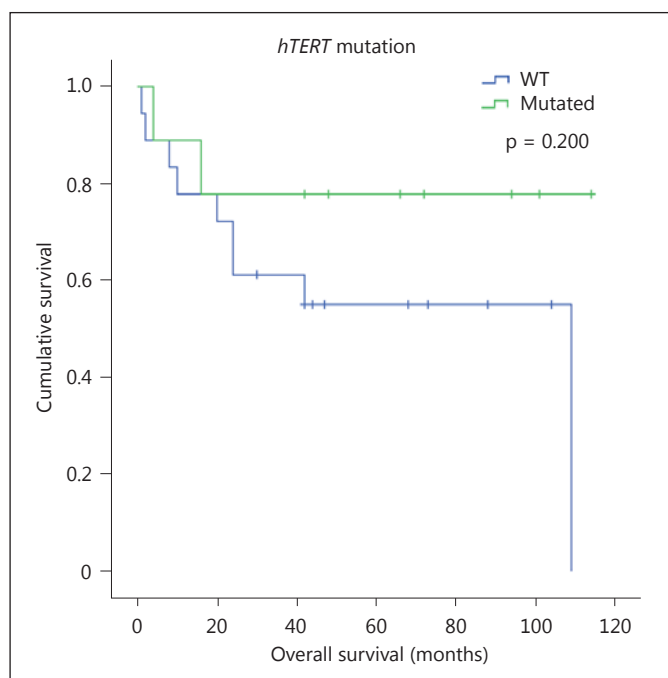 hTERT mutation
WT
Mutated
p = 0.200
1.0
0.8
0.6
0.4
0.2
0
Cumulative survival
0 20 40 60 80 100 120
Overall survival (months)